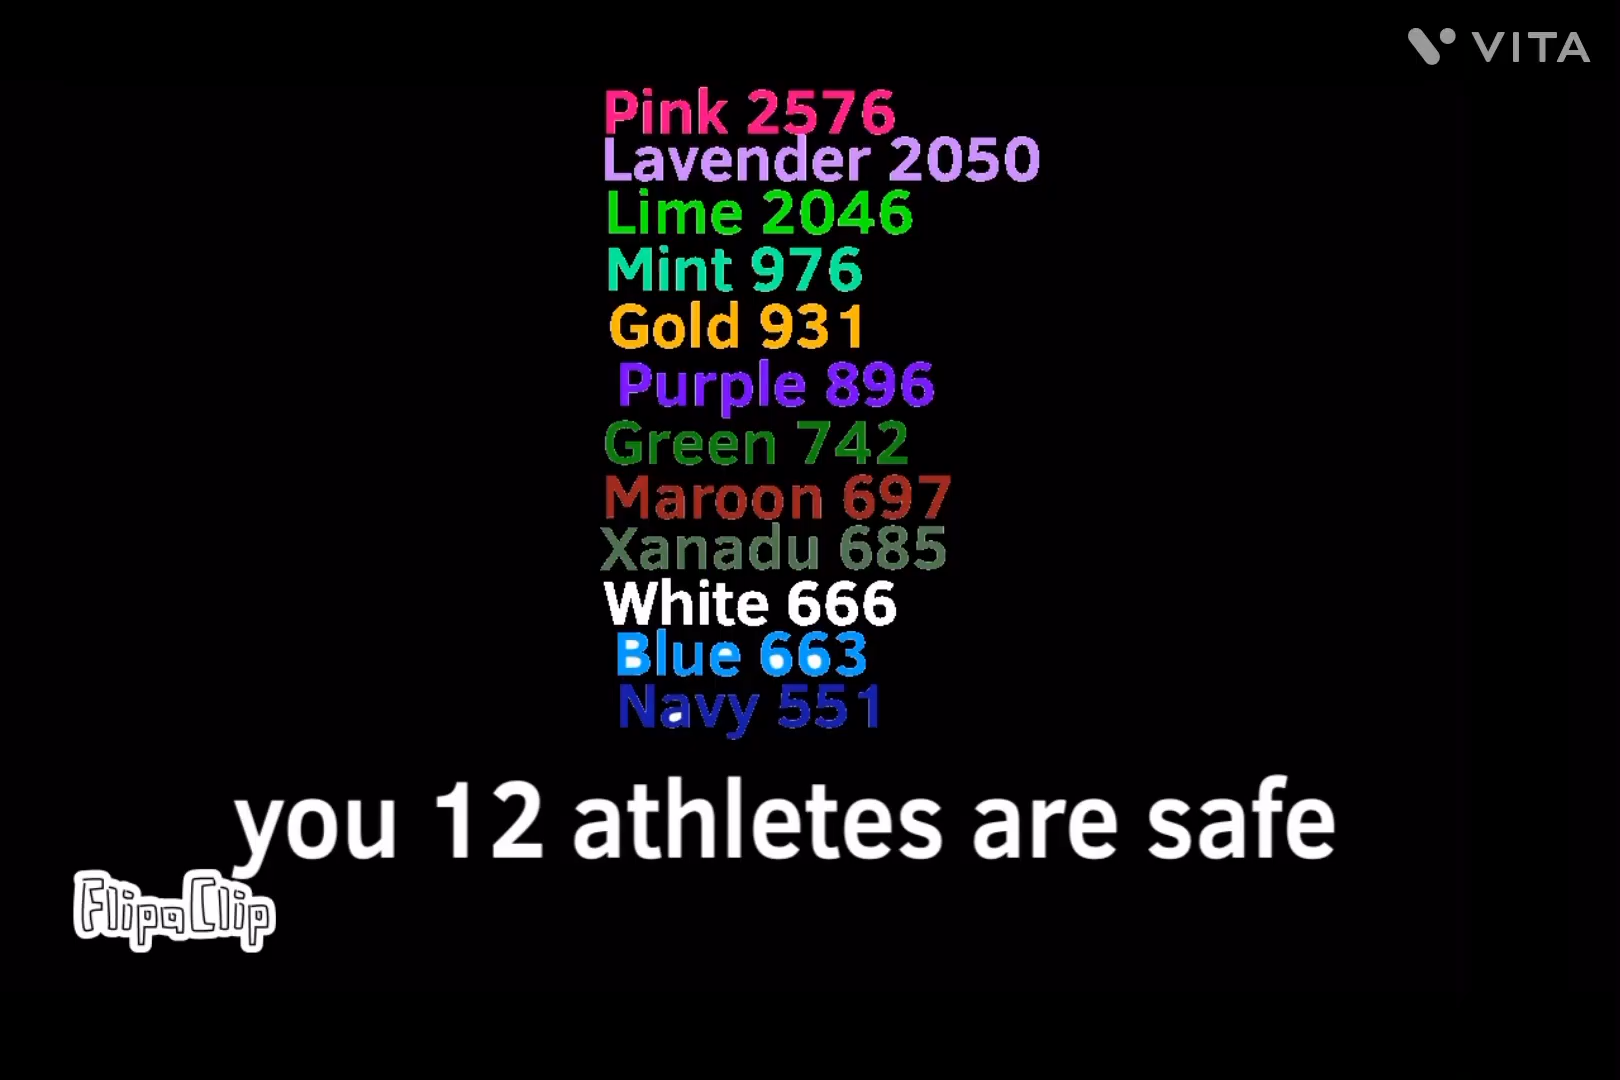 VITA
Pink 2576
Lavender 2050
Lime 2046
Mint 976
Gold 931
Purple 896
Green 742
Maroon 697
Xanadu 685
White 666
Blue 663
Navy 551
you 12 athletes are safe
FlipaClip